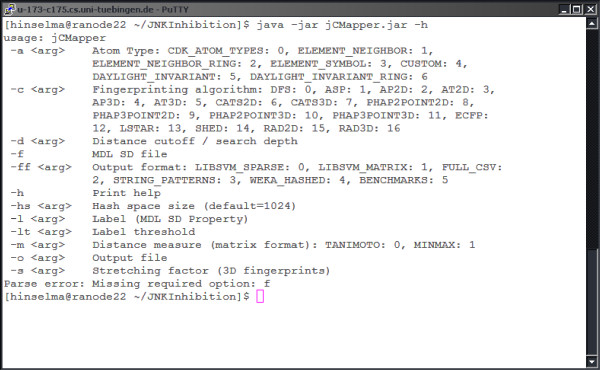 u-173-c175.cs.uni-tuebingen.de - PuTTY
[hinselma@ranode22 ~/JNKInhibition]$ java -jar jCMapper.jar -h
usage: jCMapper
-a <arg> Atom Type: CDK_ATOM_TYPES: 0, ELEMENT_NEIGHBOR: 1,
ELEMENT_NEIGHBOR_RING: 2, ELEMENT_SYMBOL: 3, CUSTOM: 4,
DAYLIGHT_INVARIANT: 5, DAYLIGHT_INVARIANT_RING: 6
-c <arg> Fingerprinting algorithm: DFS: 0, ASP: 1, AP2D: 2, AT2D: 3,
AP3D: 4, AT3D: 5, CATS2D: 6, CATS3D: 7, PHAP2POINT2D: 8,
PHAP3POINT2D: 9, PHAP2POINT3D: 10, PHAP3POINT3D: 11, ECFP:
12, LSTAR: 13, SHED: 14, RAD2D: 15, RAD3D: 16
-d <arg> Distance cutoff / search depth
-f MDL SD file
-ff <arg> Output format: LIBSVM_SPARSE: 0, LIBSVM_MATRIX: 1, FULL_CSV:
2, STRING_PATTERNS: 3, WEKA_HASHED: 4, BENCHMARKS: 5
-h Print help
-hs <arg> Hash space size (default=1024)
-l <arg> Label (MDL SD Property)
-lt <arg> Label threshold
-m <arg> Distance measure (matrix format): TANIMOTO: 0, MINMAX: 1
-o <arg> Output file
-s <arg> Stretching factor (3D fingerprints)
Parse error: Missing required option: f
[hinselma@ranode22 ~/JNKInhibition]$